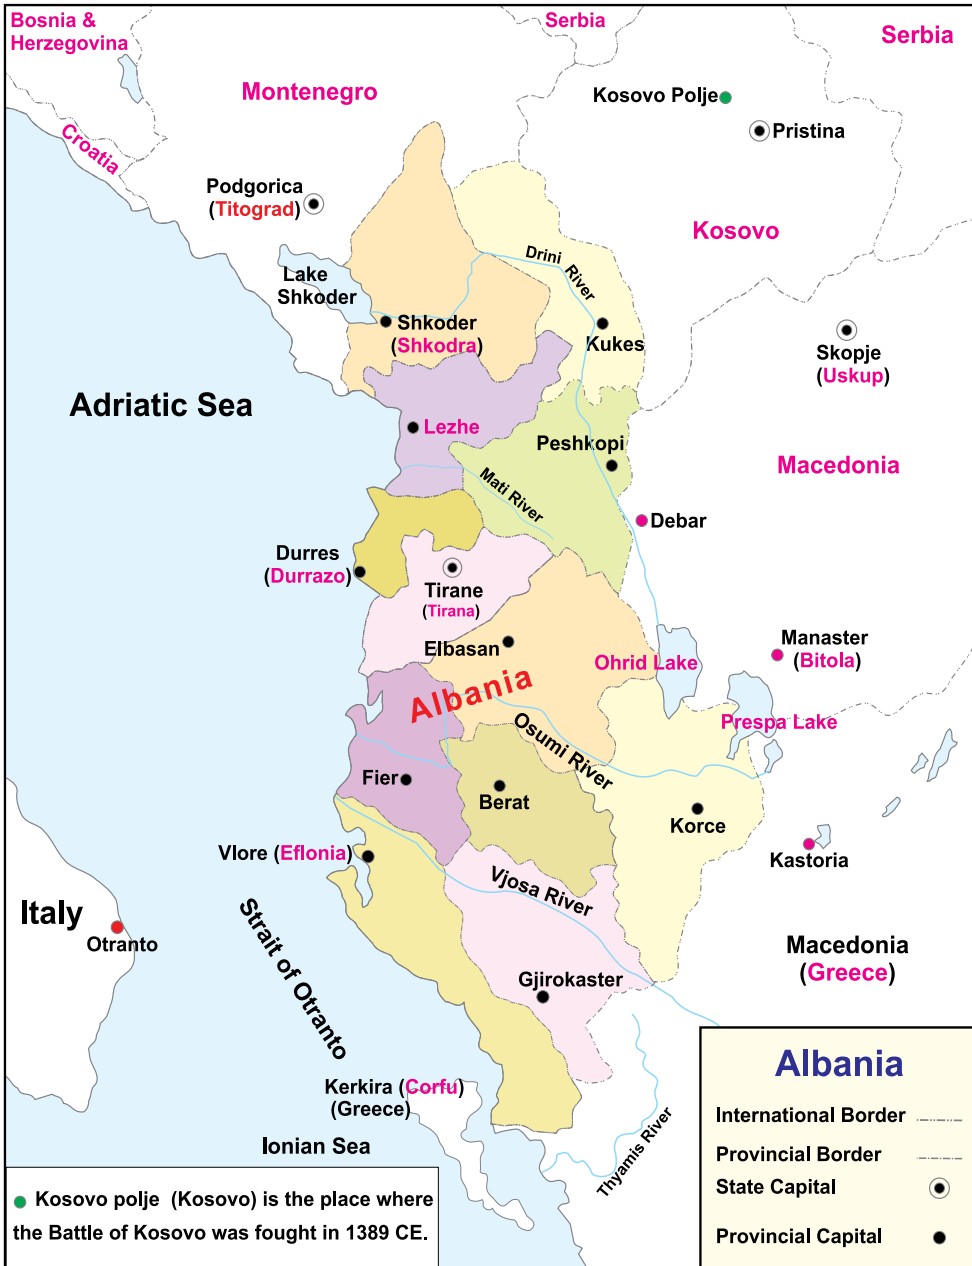 Bosnia &
Herzegovina
Serbia
Serbia
Montenegro
Kosovo Polje
Pristina
Croatia
Podgorica
(Titograd)
Kosovo
Drini River
Lake
Shkoder
Shkoder
(Shkodra)
Kukes
Skopje
(Uskup)
Adriatic Sea
Lezhe
Peshkopi
Macedonia
Mati River
Debar
Durres
(Durrazo)
Tirane
(Tirana)
Elbasan
Ohrid Lake
Manaster
(Bitola)
Albania
Prespa Lake
Osumi River
Fier
Berat
Korce
Vlore (Eflonia)
Kastoria
Vjosa River
Italy
Otranto
Strait of Otranto
Macedonia
(Greece)
Gjirokaster
Kerkira (Corfu)
(Greece)
Ionian Sea
Thyamis River
Albania
International Border
Provincial Border
State Capital
Provincial Capital
Kosovo polje (Kosovo) is the place where
the Battle of Kosovo was fought in 1389 CE.